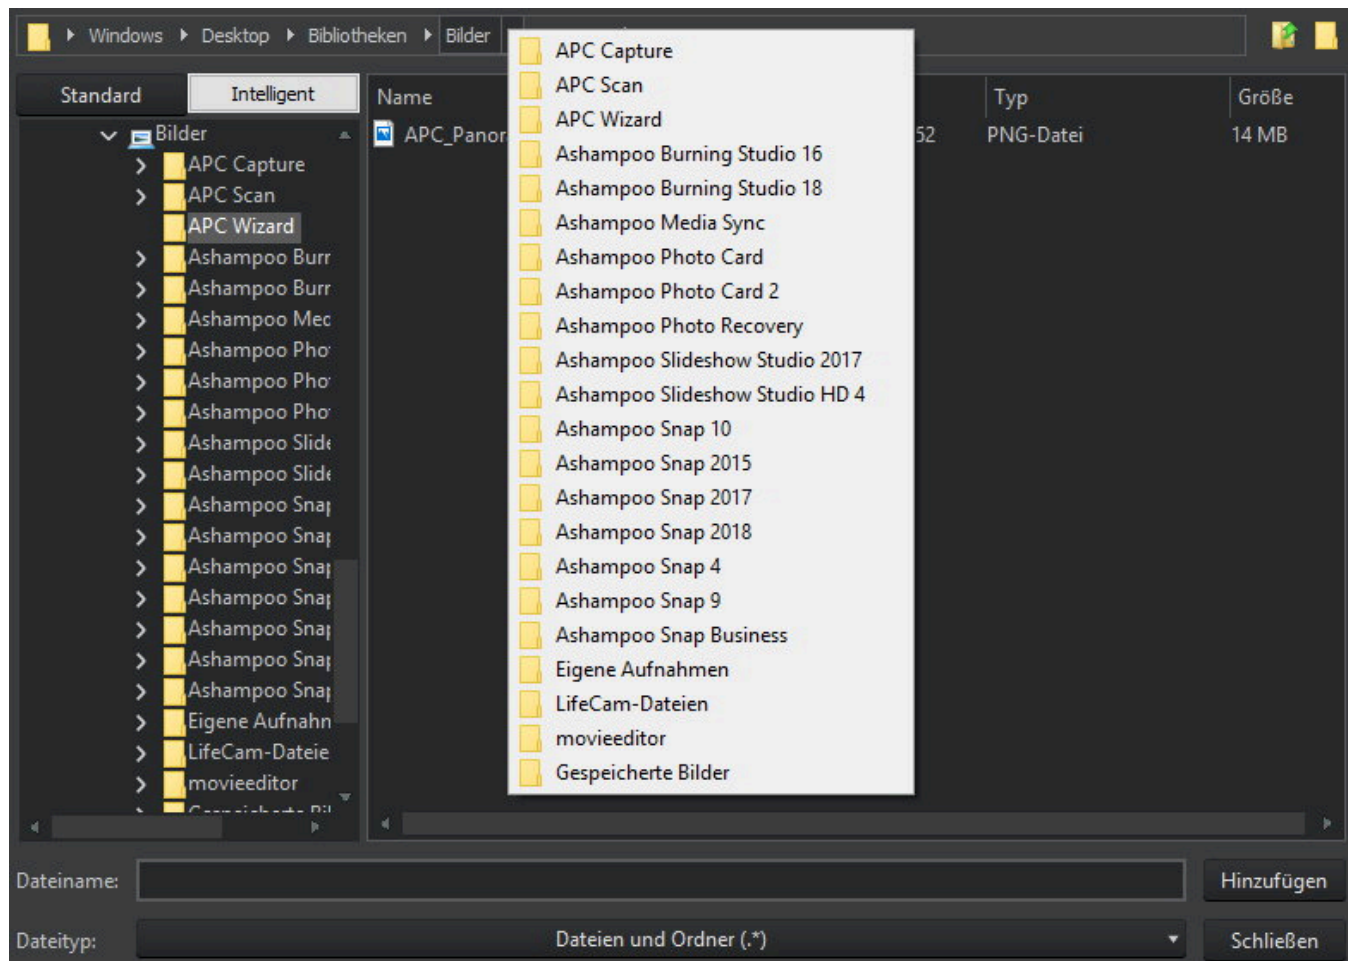 Windows Desktop Bibliotheken Bilder
Standard Intelligent
Bilder
APC Capture
APC Scan
APC Wizard
Ashampoo Burr
Ashampoo Burr
Ashampoo Med
Ashampoo Pho
Ashampoo Pho
Ashampoo Pho
Ashampoo Slide
Ashampoo Slide
Ashampoo Snap
Ashampoo Snap
Ashampoo Snap
Ashampoo Snap
Ashampoo Snap
Ashampoo Snap
Ashampoo Snap
Eigene Aufnahn
LifeCam-Dateie
movieeditor
Gespeicherte Bil
Name Typ Größe
APC_Panor 52 PNG-Datei 14 MB
APC Capture
APC Scan
APC Wizard
Ashampoo Burning Studio 16
Ashampoo Burning Studio 18
Ashampoo Media Sync
Ashampoo Photo Card
Ashampoo Photo Card 2
Ashampoo Photo Recovery
Ashampoo Slideshow Studio 2017
Ashampoo Slideshow Studio HD 4
Ashampoo Snap 10
Ashampoo Snap 2015
Ashampoo Snap 2017
Ashampoo Snap 2018
Ashampoo Snap 4
Ashampoo Snap 9
Ashampoo Snap Business
Eigene Aufnahmen
LifeCam-Dateien
movieeditor
Gespeicherte Bilder
Dateiname: Hinzufügen
Dateityp: Dateien und Ordner (.*) Schließen